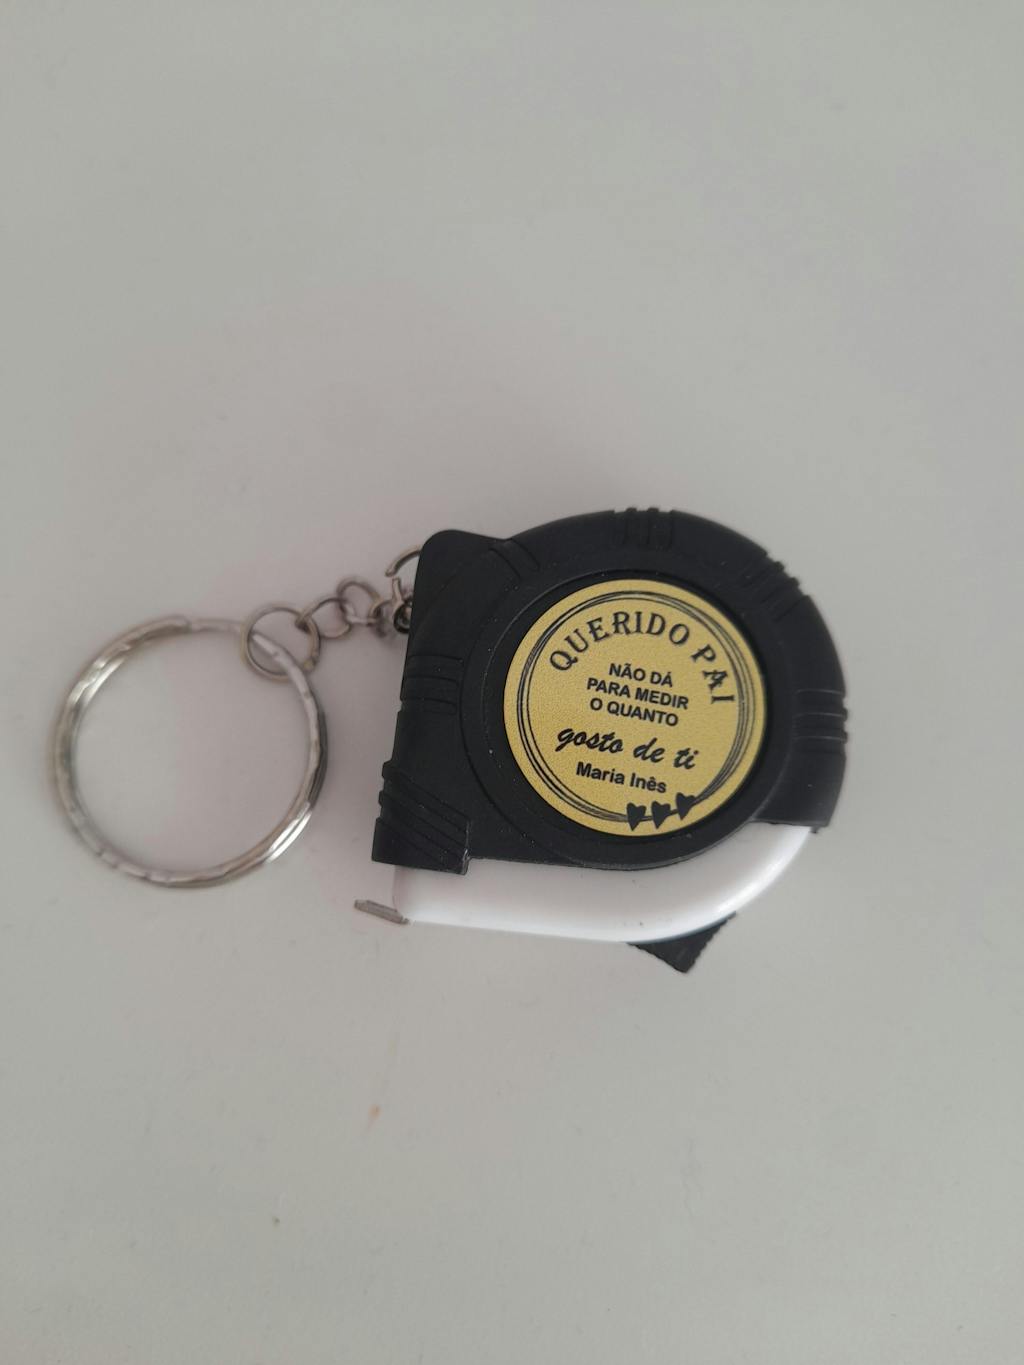 QUERIDO PAI
NÃO DÁ
PARA MEDIR
O QUANTO
gosto de ti
Maria Inês